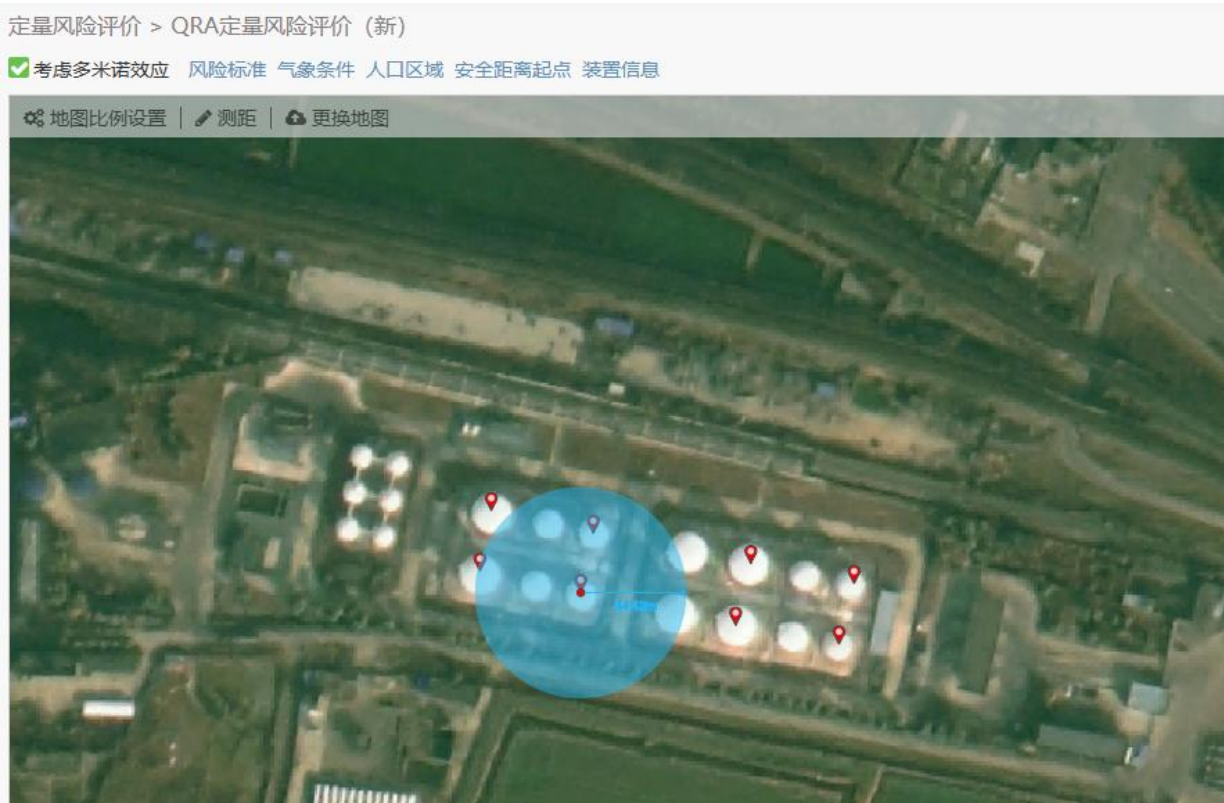 定量风险评价 > QRA定量风险评价（新）
考虑多米诺效应 风险标准 气象条件 人口区域 安全距离起点 装置信息
地图比例设置 | 测距 | 更换地图